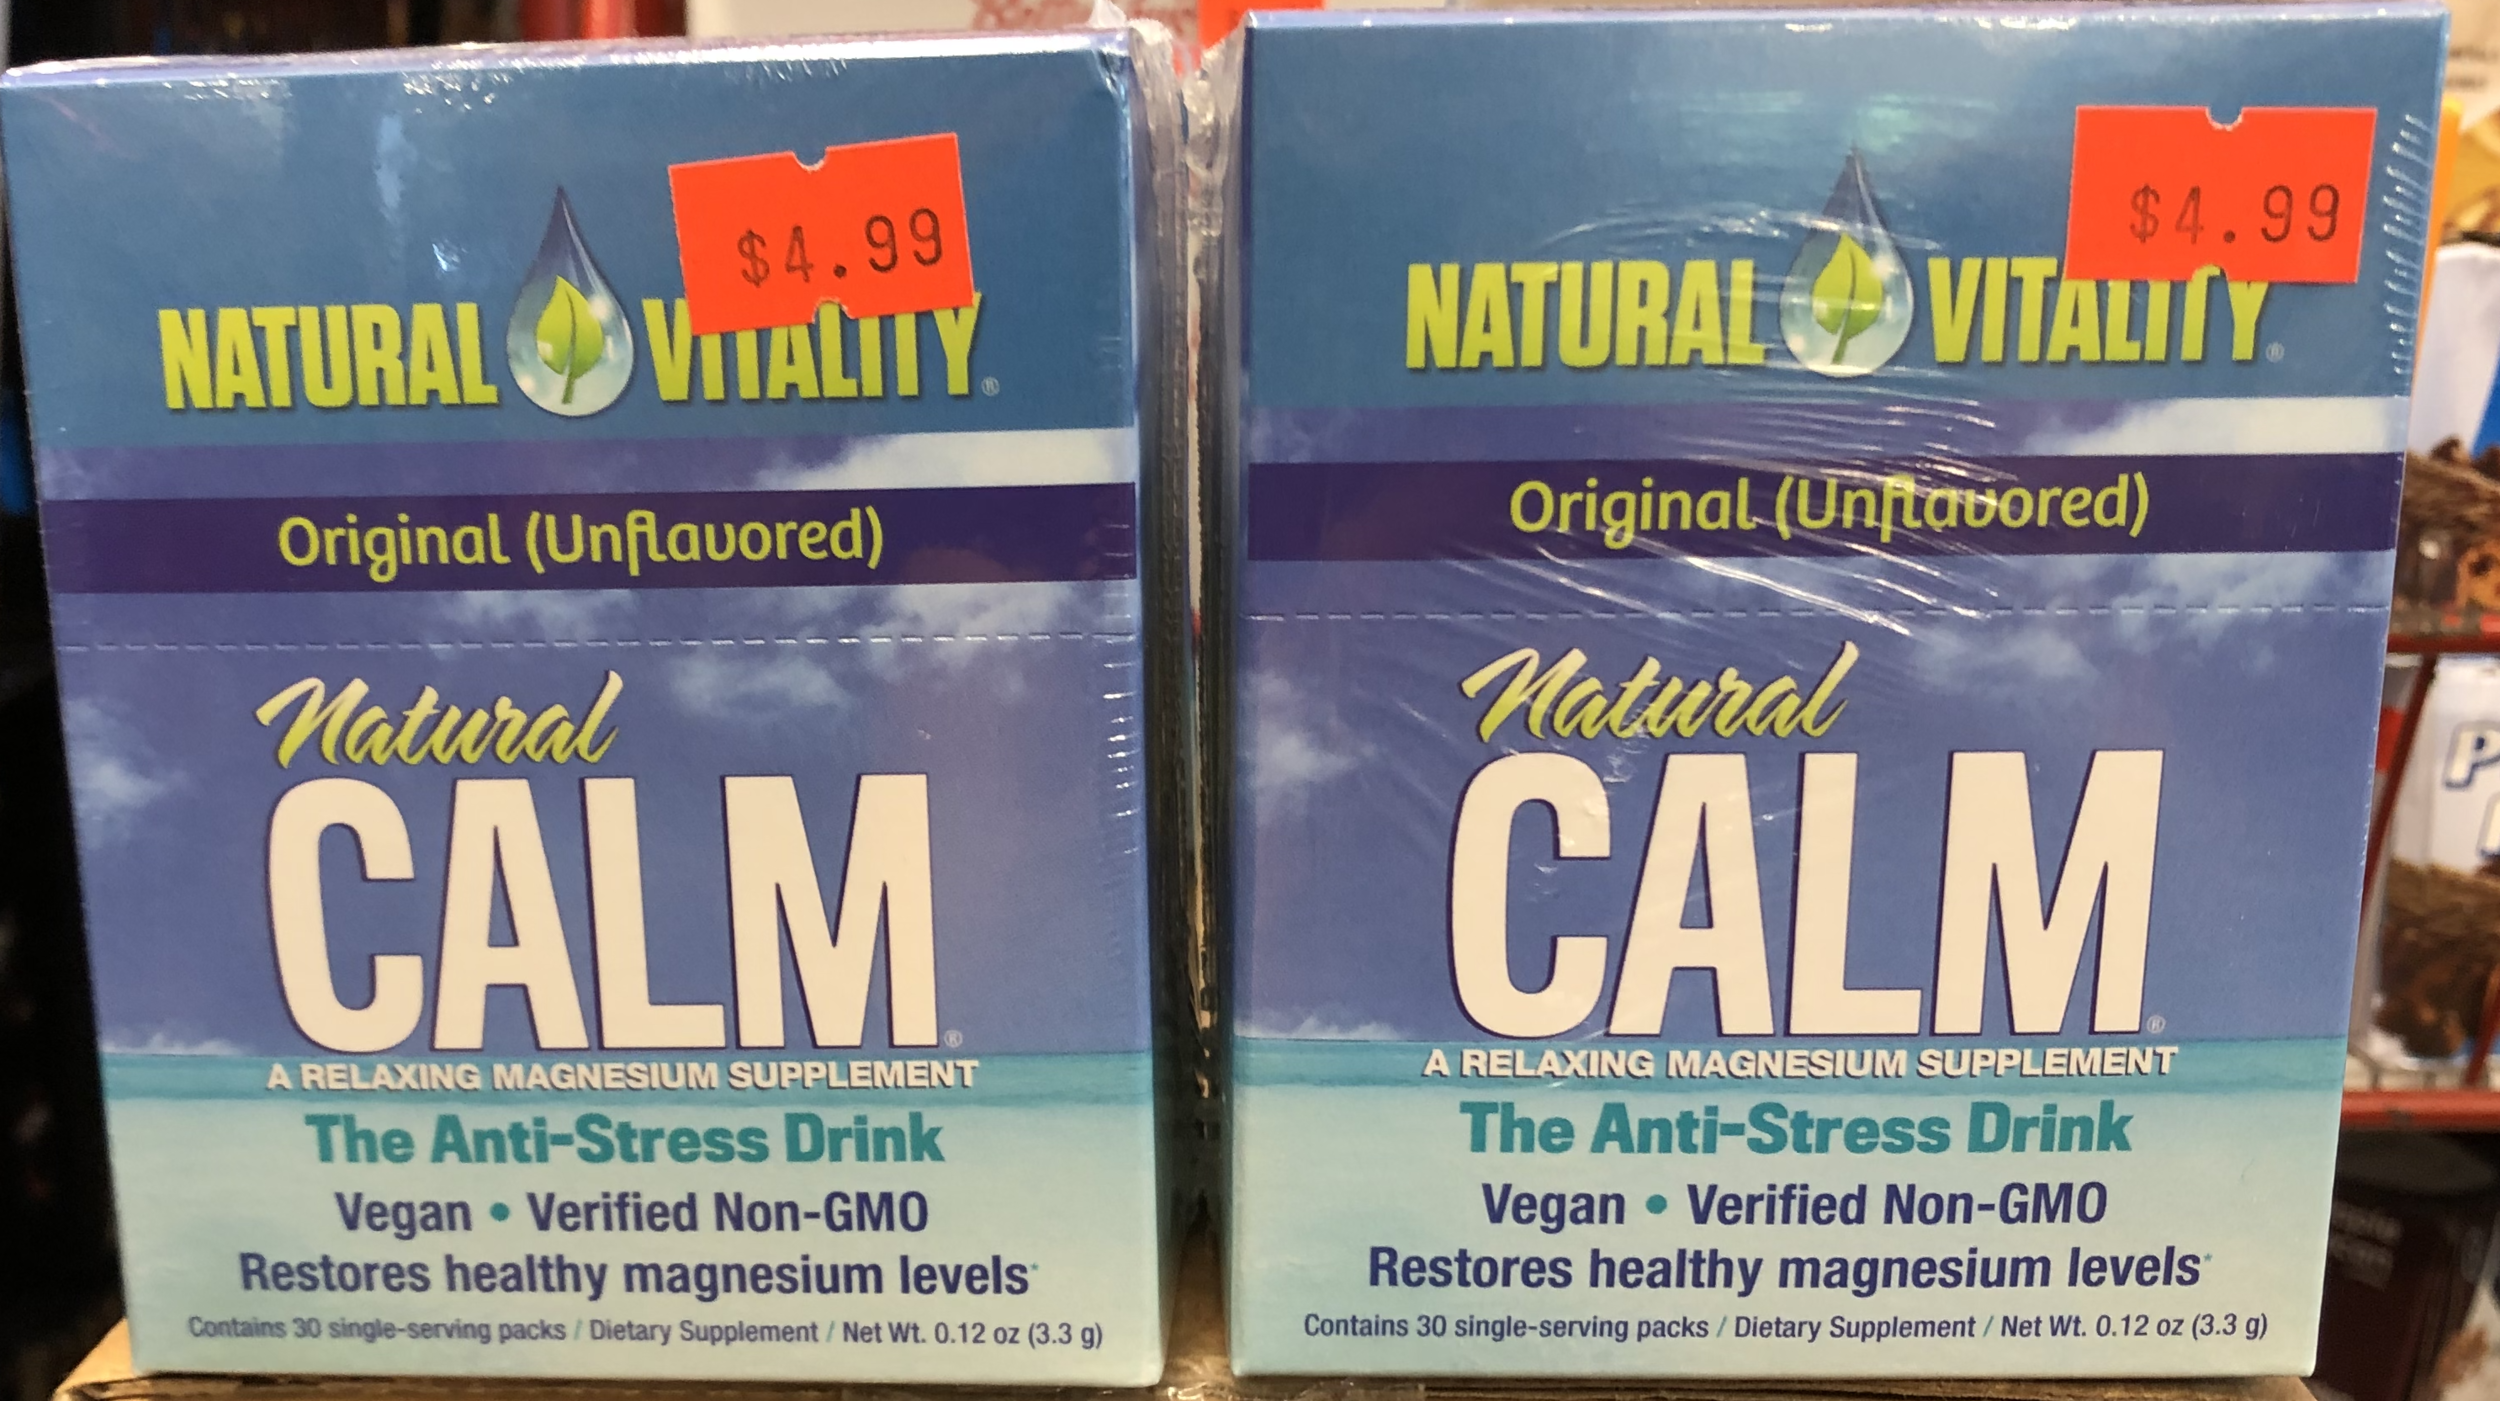 $4.99
NATURAL VITALITY®
Original (Unflavored)
Natural
CALM®
A RELAXING MAGNESIUM SUPPLEMENT
The Anti-Stress Drink
Vegan • Verified Non-GMO
Restores healthy magnesium levels*
Contains 30 single-serving packs / Dietary Supplement / Net Wt. 0.12 oz (3.3 g)
$4.99
NATURAL VITALITY®
Original (Unflavored)
Natural
CALM®
A RELAXING MAGNESIUM SUPPLEMENT
The Anti-Stress Drink
Vegan • Verified Non-GMO
Restores healthy magnesium levels*
Contains 30 single-serving packs / Dietary Supplement / Net Wt. 0.12 oz (3.3 g)